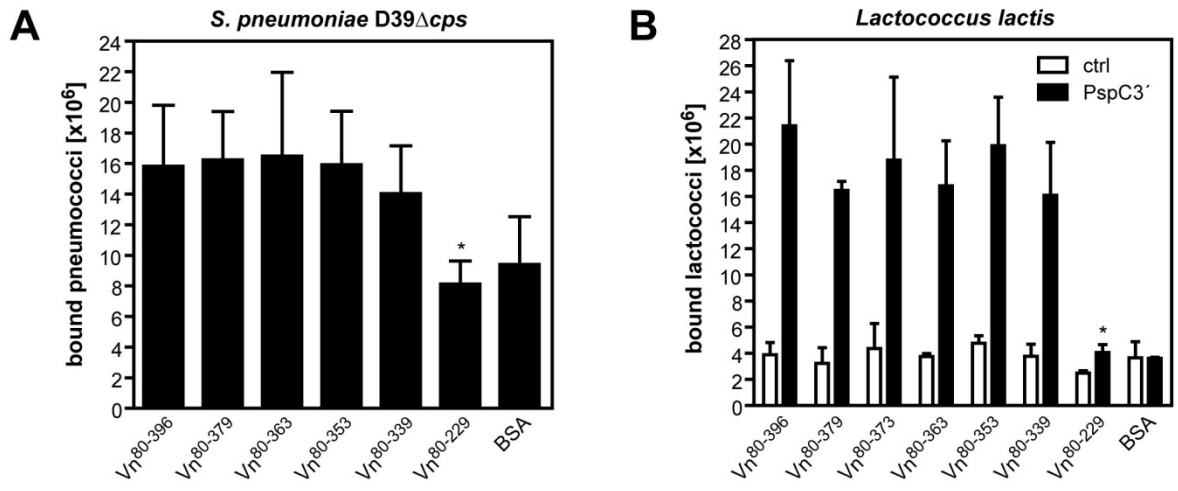 A
S. pneumoniae D39Δcps
bound pneumococci [x10⁶]
24
22
20
18
16
14
12
10
8
6
4
2
0
Vn⁸⁰⁻³⁹⁶
Vn⁸⁰⁻³⁷⁹
Vn⁸⁰⁻³⁶³
Vn⁸⁰⁻³⁵³
Vn⁸⁰⁻³³⁹
Vn⁸⁰⁻²²⁹
BSA
*
B
Lactococcus lactis
bound lactococci [x10⁶]
28
26
24
22
20
18
16
14
12
10
8
6
4
2
0
ctrl
PspC3´
*
Vn⁸⁰⁻³⁹⁶
Vn⁸⁰⁻³⁷⁹
Vn⁸⁰⁻³⁷³
Vn⁸⁰⁻³⁶³
Vn⁸⁰⁻³⁵³
Vn⁸⁰⁻³³⁹
Vn⁸⁰⁻²²⁹
BSA